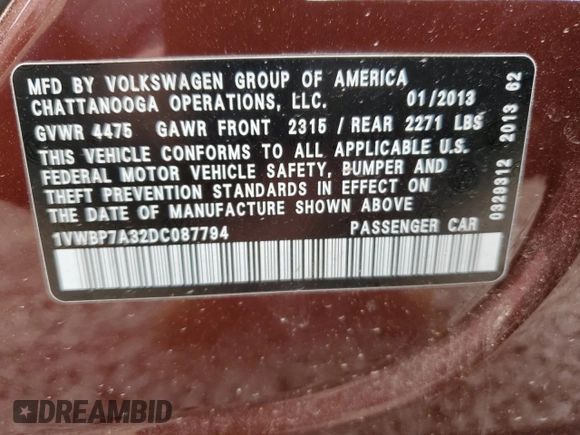 MFD BY VOLKSWAGEN GROUP OF AMERICA
CHATTANOOGA OPERATIONS, LLC. 01/2013
GVWR 4475 GAWR FRONT 2315 / REAR 2271 LBS
THIS VEHICLE CONFORMS TO ALL APPLICABLE U.S.
FEDERAL MOTOR VEHICLE SAFETY, BUMPER AND
THEFT PREVENTION STANDARDS IN EFFECT ON
THE DATE OF MANUFACTURE SHOWN ABOVE
1VWBP7A32DC087794 PASSENGER CAR
0329312 2013 62
DREAMBID